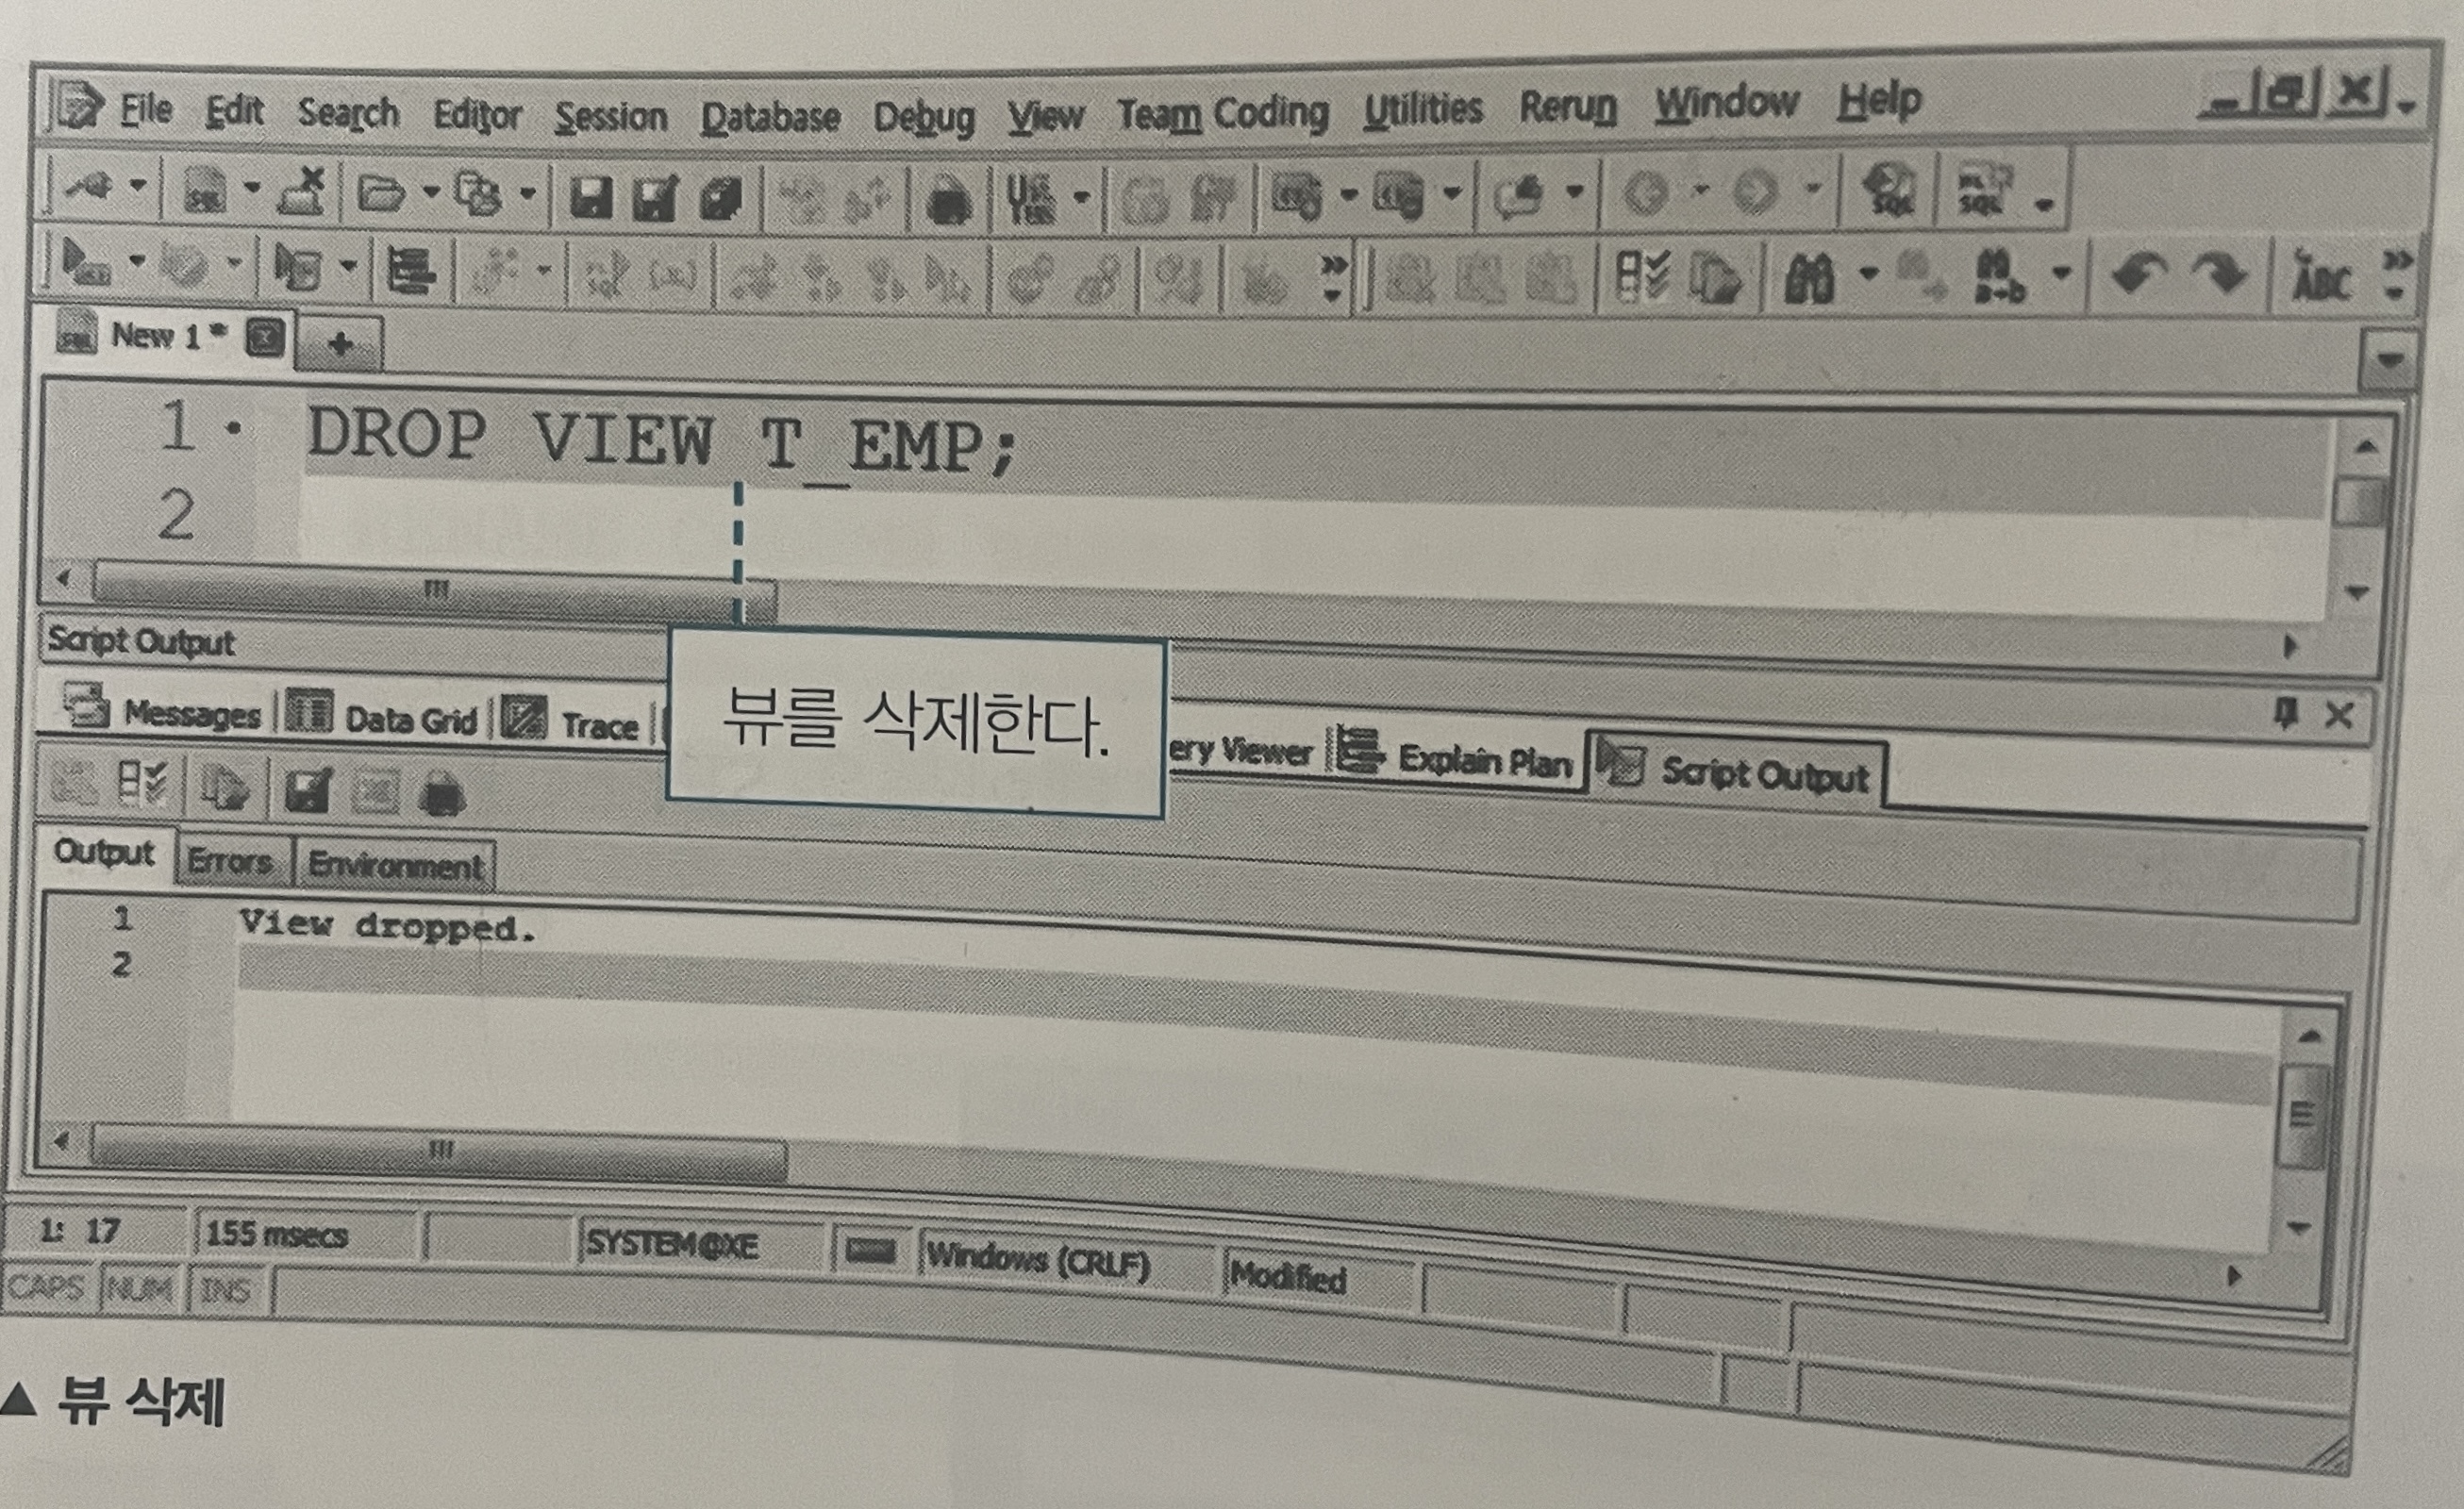 File Edit Search Editor Session Database Debug View Team Coding Utilities Rerun Window Help
SQL SQL
ABC
New 1 *
1 DROP VIEW T_EMP;
2
Script Output
뷰를 삭제한다.
Messages Data Grid Trace ery Viewer Explain Plan Script Output
Output Errors Environment
1 View dropped.
2
1: 17 155 msecs SYSTEM@XE Windows (CRLF) Modified
CAPS NUM INS
▲ 뷰 삭제